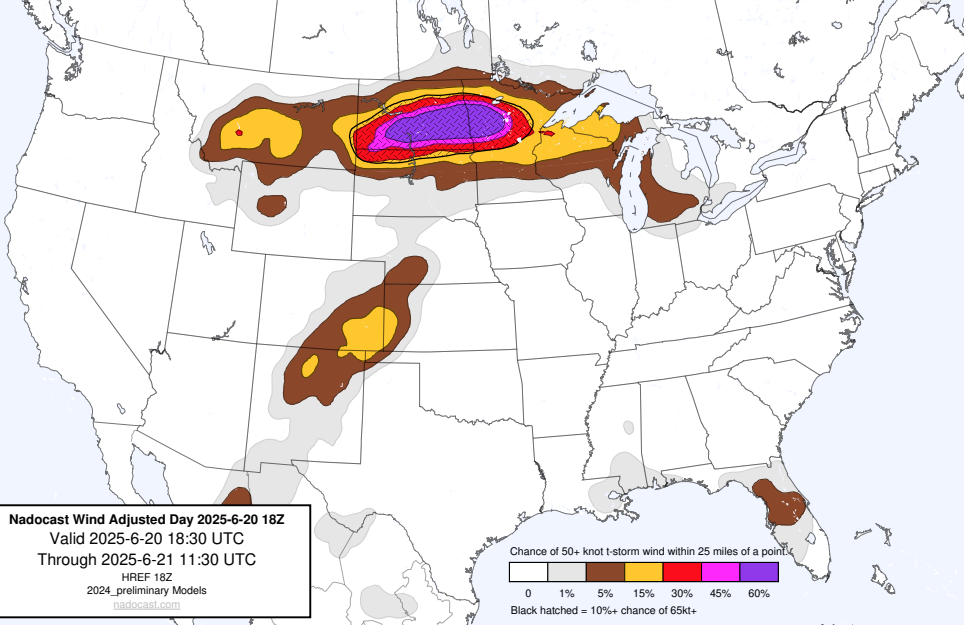 Nadocast Wind Adjusted Day 2025-6-20 18Z
Valid 2025-6-20 18:30 UTC
Through 2025-6-21 11:30 UTC
HREF 18Z
2024_preliminary Models
nadocast.com
Chance of 50+ knot t-storm wind within 25 miles of a point.
0 1% 5% 15% 30% 45% 60%
Black hatched = 10%+ chance of 65kt+